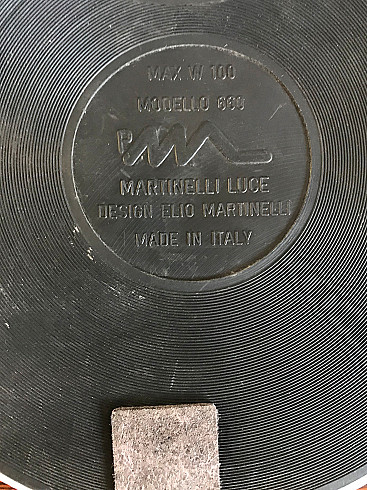 MAX W 100
MODELLO 660
MARTINELLI LUCE
DESIGN ELIO MARTINELLI
MADE IN ITALY